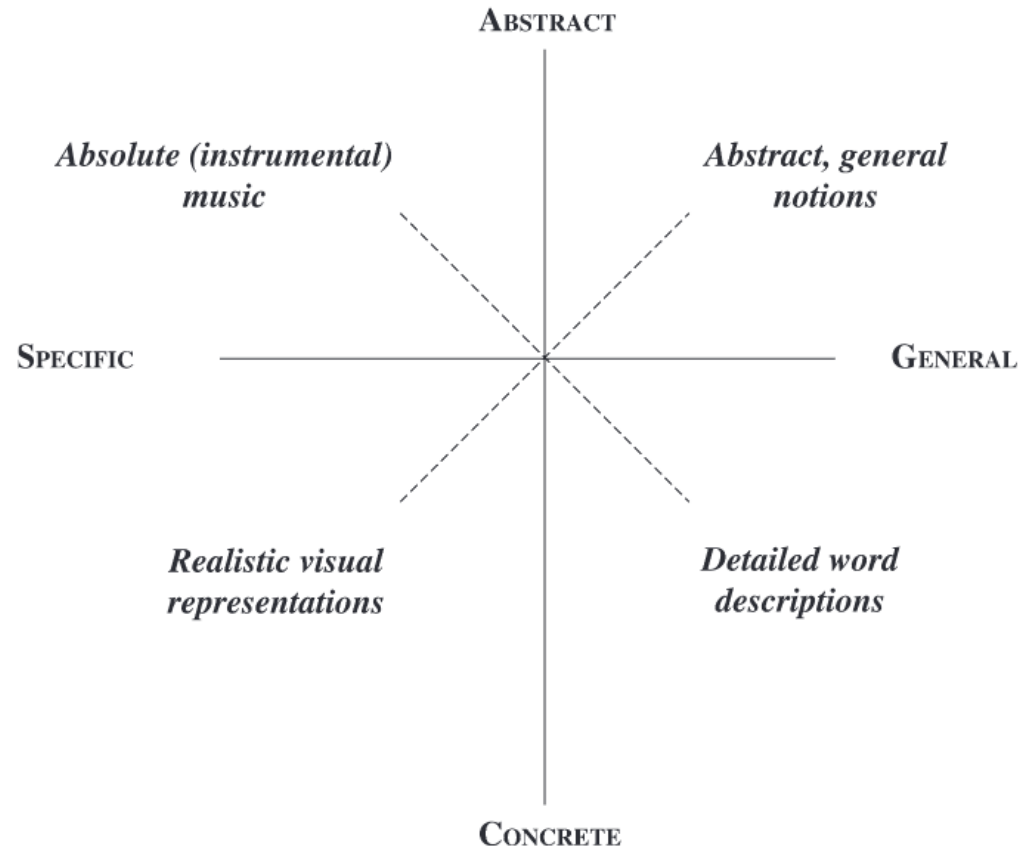 ABSTRACT
Absolute (instrumental)
music
Abstract, general
notions
SPECIFIC
GENERAL
Realistic visual
representations
Detailed word
descriptions
CONCRETE